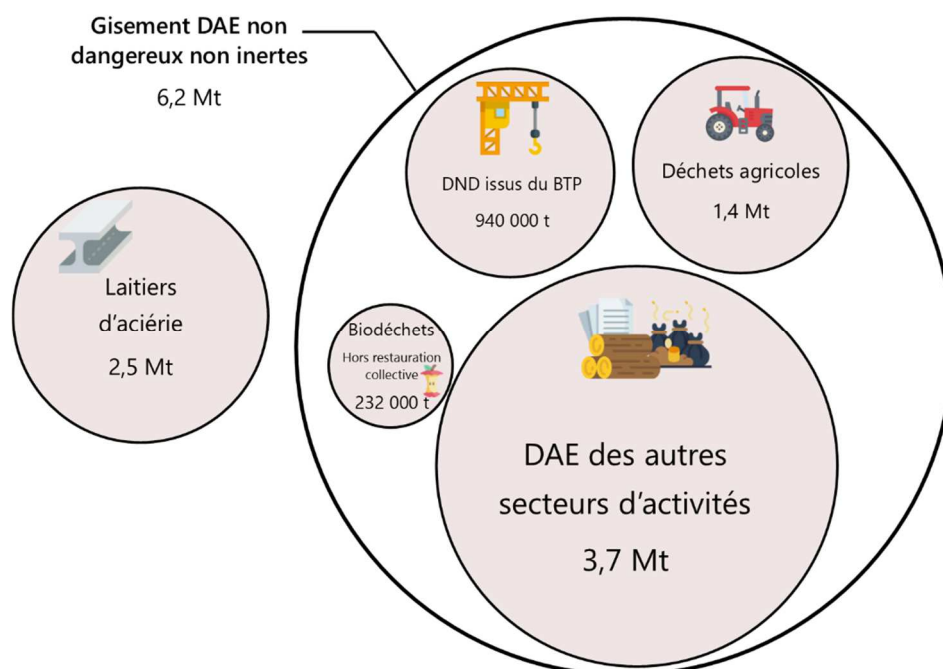 Gisement DAE non
dangereux non inertes
6,2 Mt
DND issus du BTP
940 000 t
Déchets agricoles
1,4 Mt
Laitiers
d'aciérie
2,5 Mt
Biodéchets
Hors restauration
collective
232 000 t
DAE des autres
secteurs d'activités
3,7 Mt